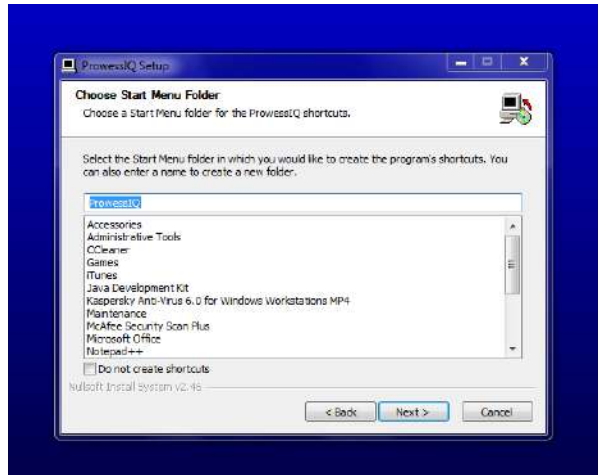 ProwessIQ Setup
Choose Start Menu Folder
Choose a Start Menu folder for the ProwessIQ shortcuts.
Select the Start Menu folder in which you would like to create the program's shortcuts. You
can also enter a name to create a new folder.
ProwessIQ
Accessories
Administrative Tools
CCleaner
Games
iTunes
Java Development Kit
Kaspersky Anti-Virus 6.0 for Windows Workstations MP4
Maintenance
McAfee Security Scan Plus
Microsoft Office
Notepad++
Do not create shortcuts
Nullsoft Install System v2.46
< Back
Next >
Cancel